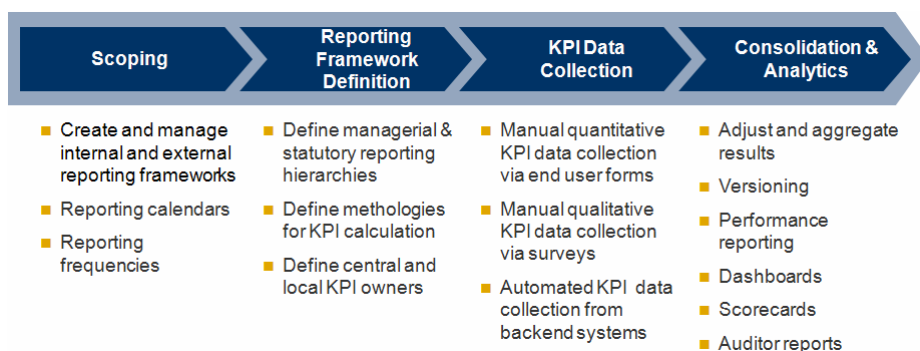 Scoping
Reporting
Framework
Definition
KPI Data
Collection
Consolidation &
Analytics
Create and manage
internal and external
reporting frameworks
Reporting calendars
Reporting
frequencies
Define managerial &
statutory reporting
hierarchies
Define methologies
for KPI calculation
Define central and
local KPI owners
Manual quantitative
KPI data collection
via end user forms
Manual qualitative
KPI data collection
via surveys
Automated KPI data
collection from
backend systems
Adjust and aggregate
results
Versioning
Performance
reporting
Dashboards
Scorecards
Auditor reports